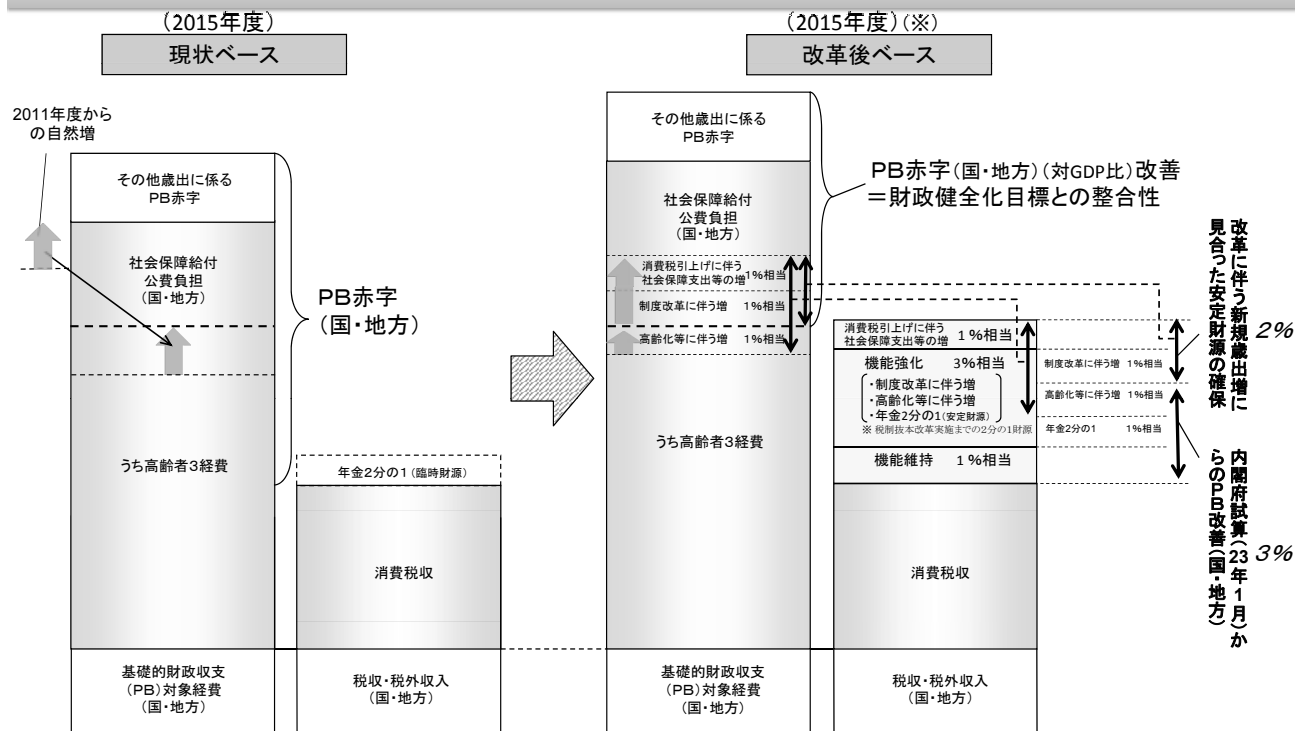 (2015年度)
現状ベース
2011年度から
の自然増
その他歳出に係る
PB赤字
社会保障給付
公費負担
(国・地方)
うち高齢者3経費
PB赤字
(国・地方)
年金2分の1(臨時財源)
消費税収
基礎的財政収支
(PB)対象経費
(国・地方)
税収・税外収入
(国・地方)
(2015年度)(※)
改革後ベース
その他歳出に係る
PB赤字
社会保障給付
公費負担
(国・地方)
消費税引上げに伴う
社会保障支出等の増 1%相当
制度改革に伴う増 1%相当
高齢化等に伴う増 1%相当
うち高齢者3経費
PB赤字(国・地方)(対GDP比)改善
=財政健全化目標との整合性
消費税引上げに伴う
社会保障支出等の増 1%相当
機能強化 3%相当
・制度改革に伴う増
・高齢化等に伴う増
・年金2分の1(安定財源)
※ 税制抜本改革実施までの2分の1財源
機能維持 1%相当
消費税収
制度改革に伴う増 1%相当
高齢化等に伴う増 1%相当
年金2分の1 1%相当
改革に伴う新規歳出増に
見合った安定財源の確保
2%
内閣府試算(23年1月)か
らのPB改善(国・地方)
3%
基礎的財政収支
(PB)対象経費
(国・地方)
税収・税外収入
(国・地方)